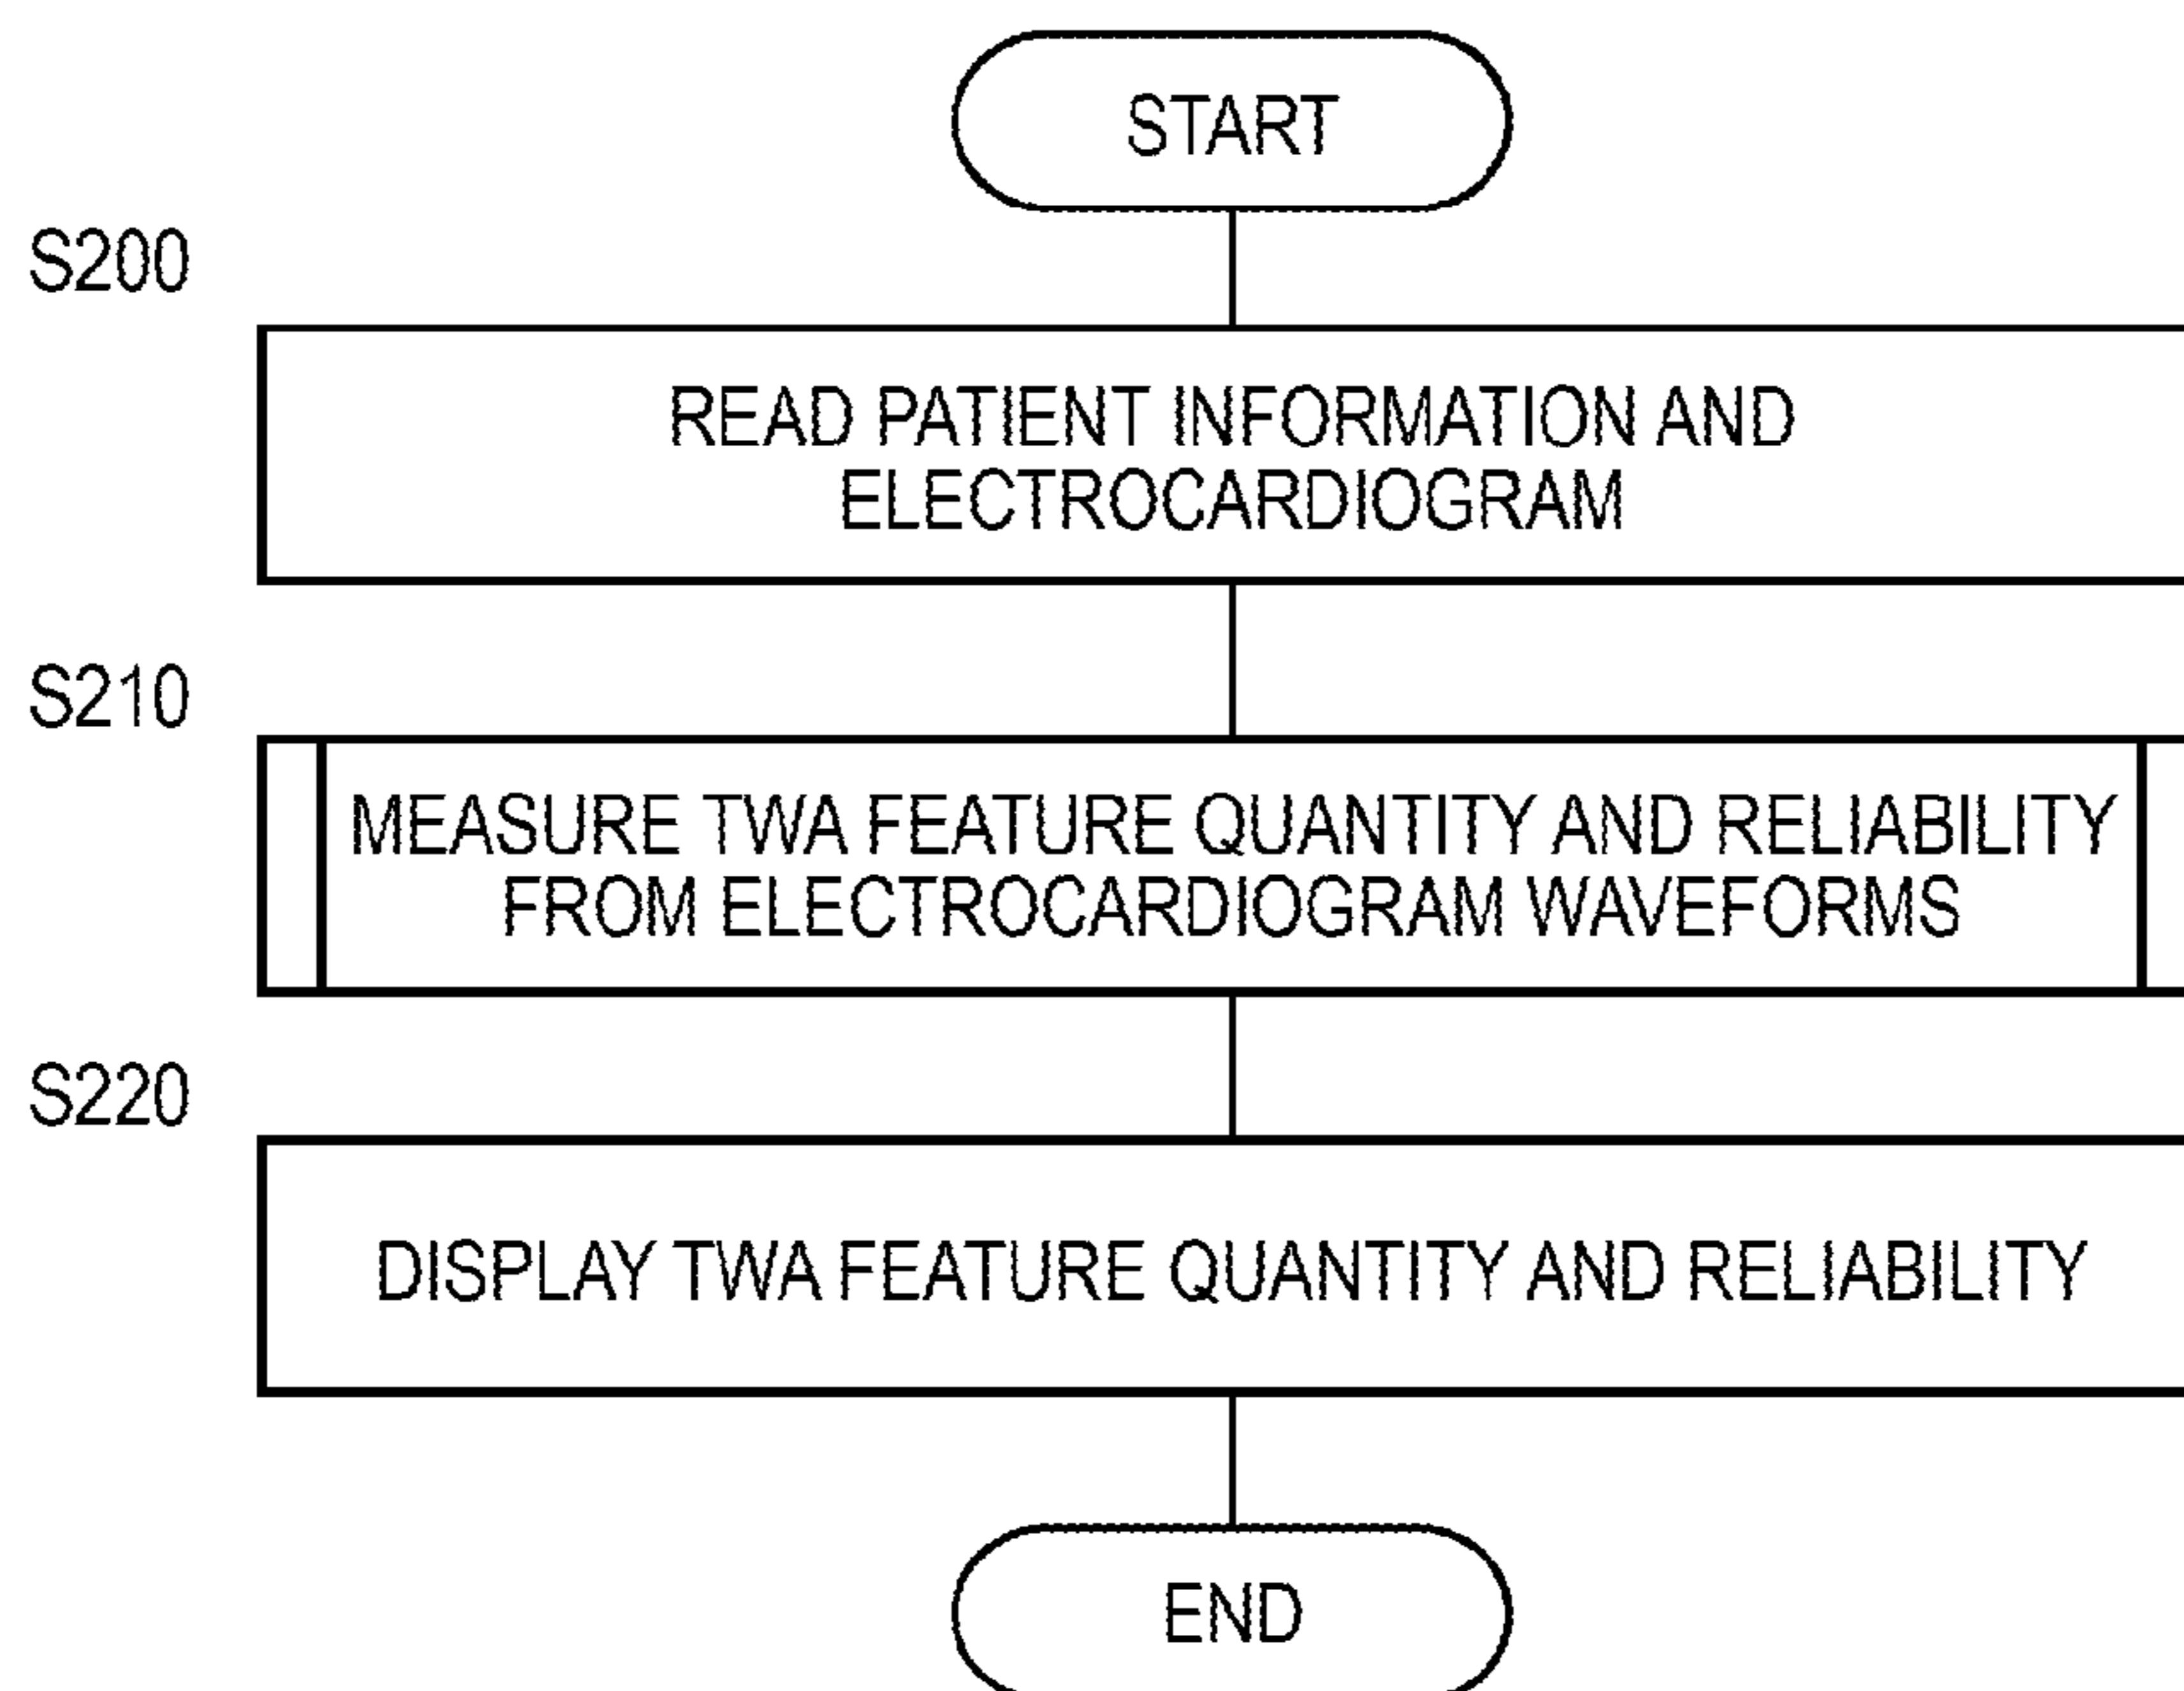 START
S200
READ PATIENT INFORMATION AND
ELECTROCARDIOGRAM
S210
MEASURE TWA FEATURE QUANTITY AND RELIABILITY
FROM ELECTROCARDIOGRAM WAVEFORMS
S220
DISPLAY TWA FEATURE QUANTITY AND RELIABILITY
END